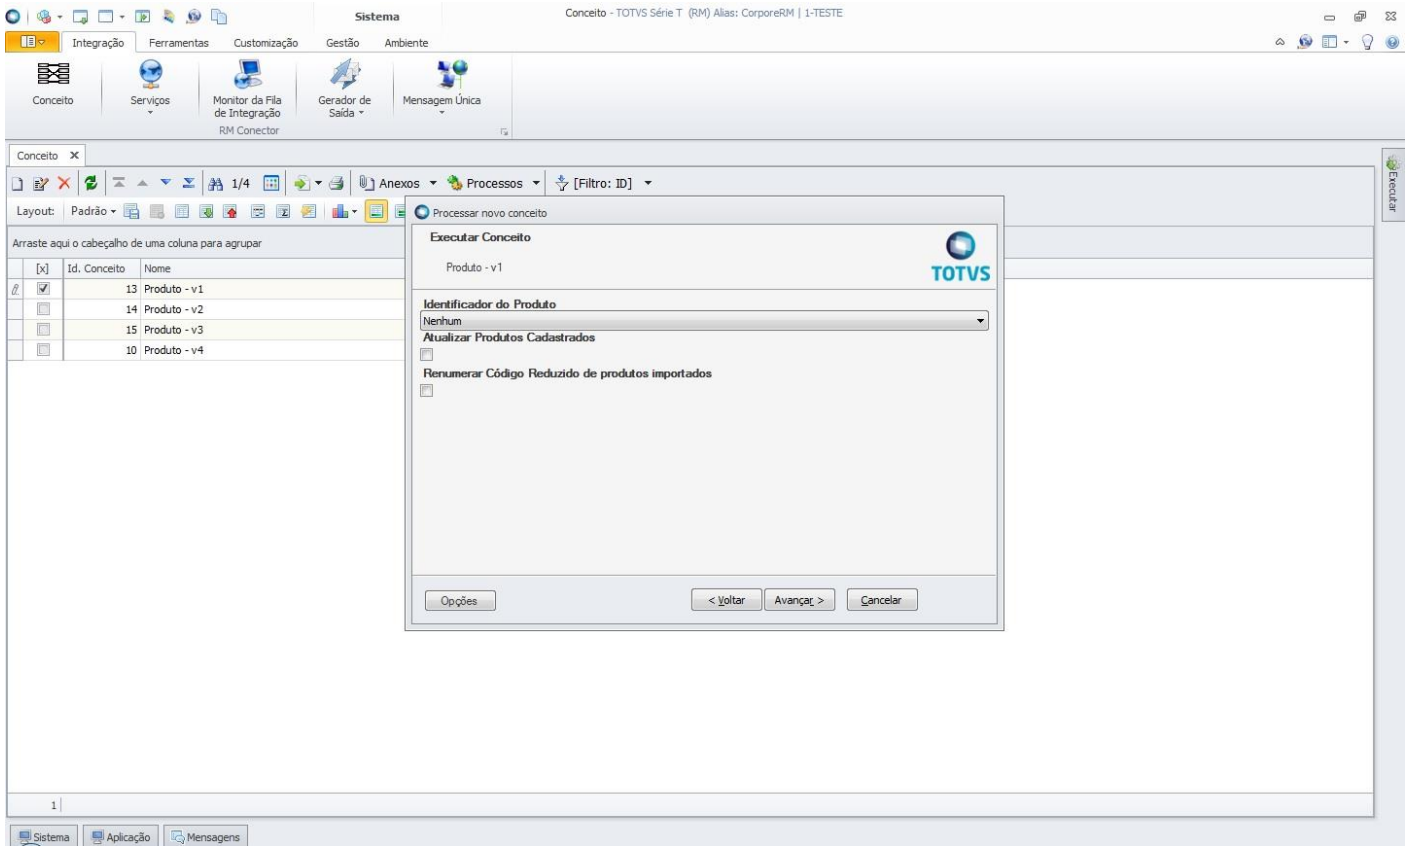 Sistema
Conceito - TOTVS Série T (RM) Alias: CorporeRM | 1-TESTE
Integração Ferramentas Customização Gestão Ambiente
Conceito
Serviços
Monitor da Fila
de Integração
Gerador de
Saída
Mensagem Única
RM Conector
Conceito X
1/4 Anexos Processos [Filtro: ID]
Layout: Padrão
Arraste aqui o cabeçalho de uma coluna para agrupar
[x] Id. Conceito Nome
13 Produto - v1
14 Produto - v2
15 Produto - v3
10 Produto - v4
Processar novo conceito
Executar Conceito
Produto - v1
TOTVS
Identificador do Produto
Nenhum
Atualizar Produtos Cadastrados
Renumerar Código Reduzido de produtos importados
Opções < Voltar Avançar > Cancelar
Executar
1
Sistema Aplicação Mensagens